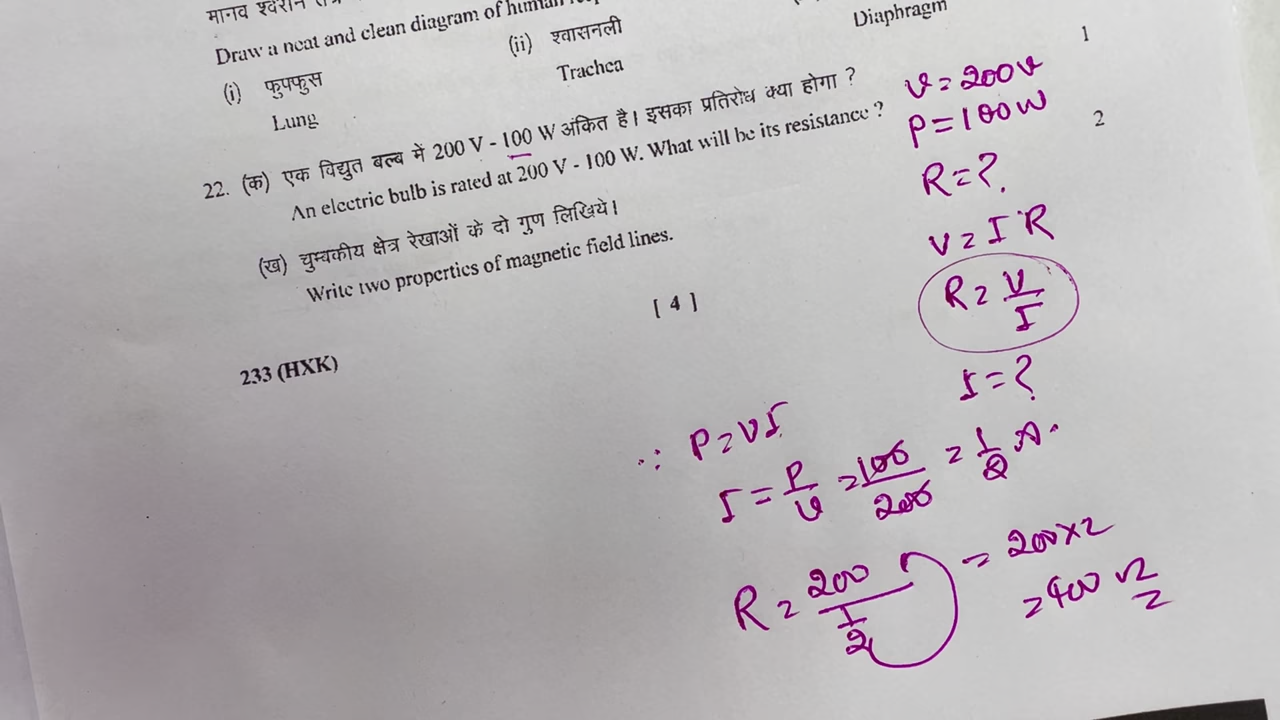 मानव श्वसन
Draw a neat and clean diagram of human
(i) फुफ्फुस
Lung
(ii) श्वासनली
Trachea
Diaphragm
1
22. (क) एक विद्युत बल्ब में 200 V - 100 W अंकित है। इसका प्रतिरोध क्या होगा ?
An electric bulb is rated at 200 V - 100 W. What will be its resistance ?
2
(ख) चुम्बकीय क्षेत्र रेखाओं के दो गुण लिखिये।
Write two properties of magnetic field lines.
[ 4 ]
233 (HXK)
V = 200V
P = 100W
R = ?
V = I R
R = V/I
I = ?
∵ P = VI
I = P/V = 100/200 = 1/2 A.
R = 200/(1/2) = 200×2
= 400 Ω